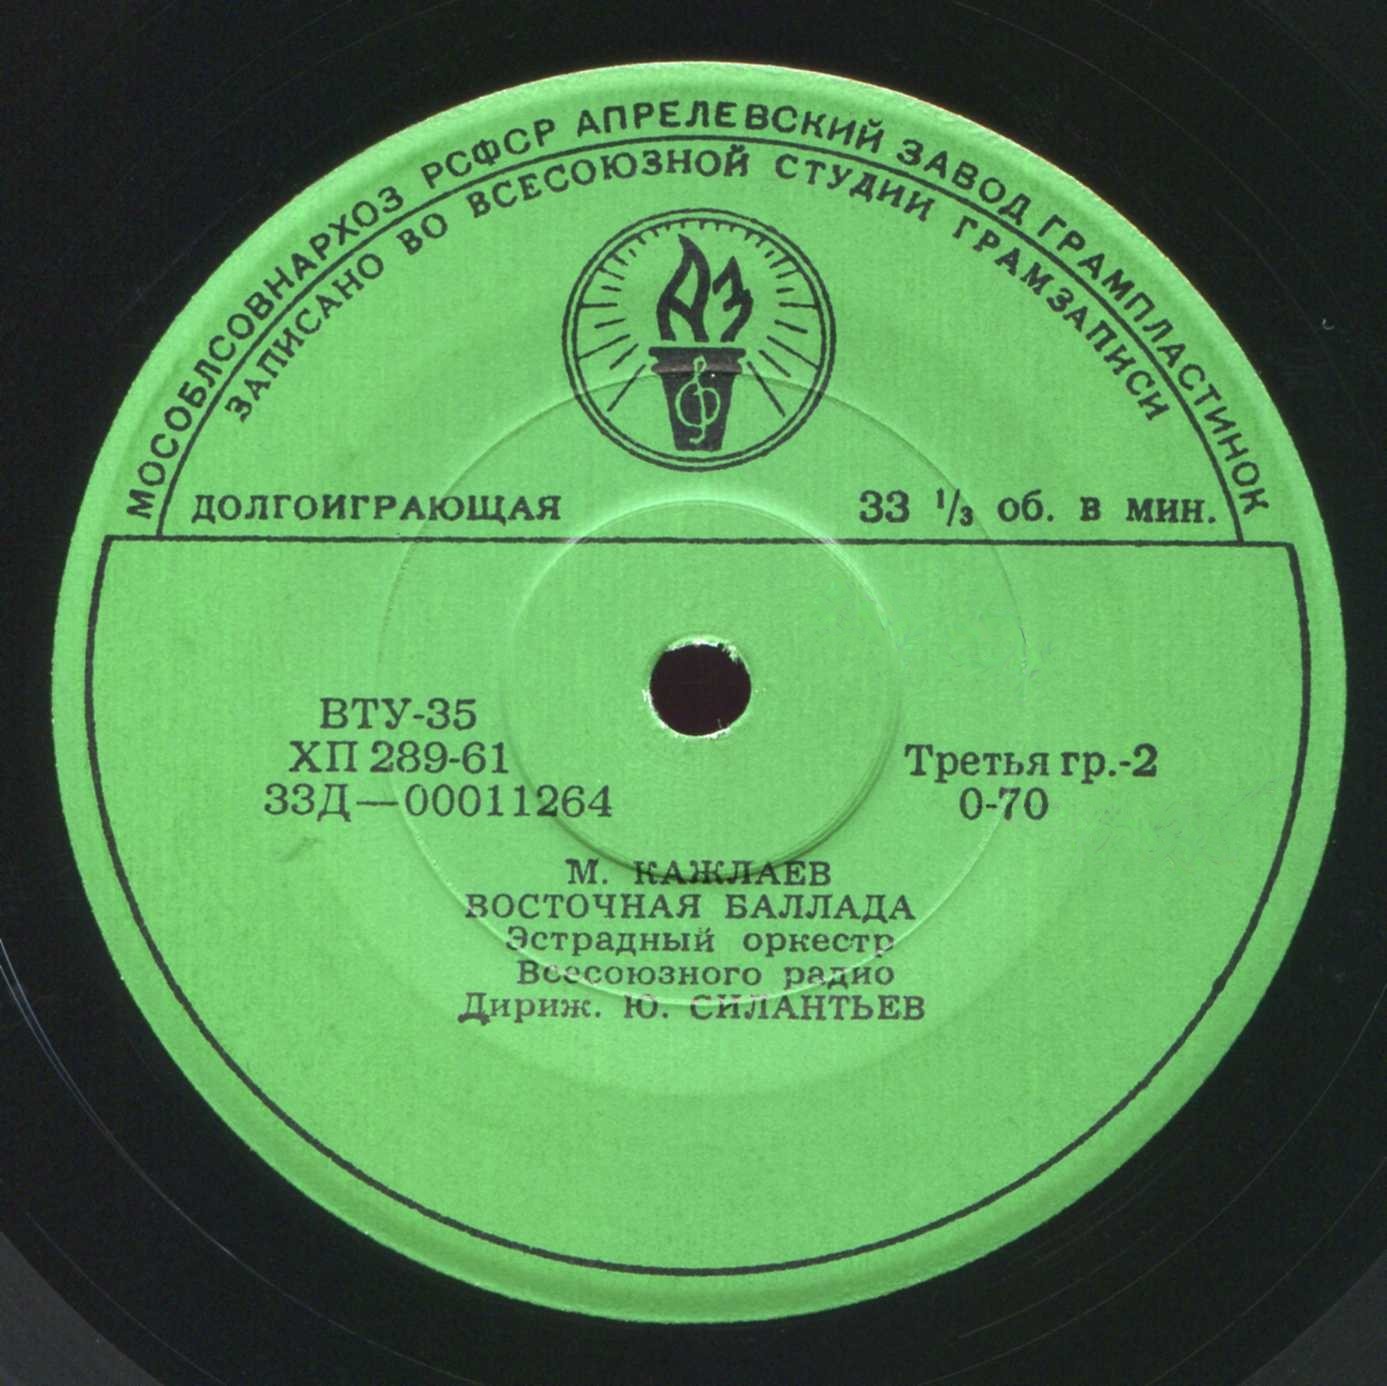 МОСОБЛСОВНАРХОЗ РСФСР АПРЕЛЕВСКИЙ ЗАВОД ГРАМПЛАСТИНОК
ЗАПИСАНО ВО ВСЕСОЮЗНОЙ СТУДИИ ГРАМЗАПИСИ
АЗ
ДОЛГОИГРАЮЩАЯ 33 1/3 об. в мин.
ВТУ-35
ХП 289-61
33Д—00011264
Третья гр.-2
0-70
М. КАЖЛАЕВ
ВОСТОЧНАЯ БАЛЛАДА
Эстрадный оркестр
Всесоюзного радио
Дириж. Ю. СИЛАНТЬЕВ